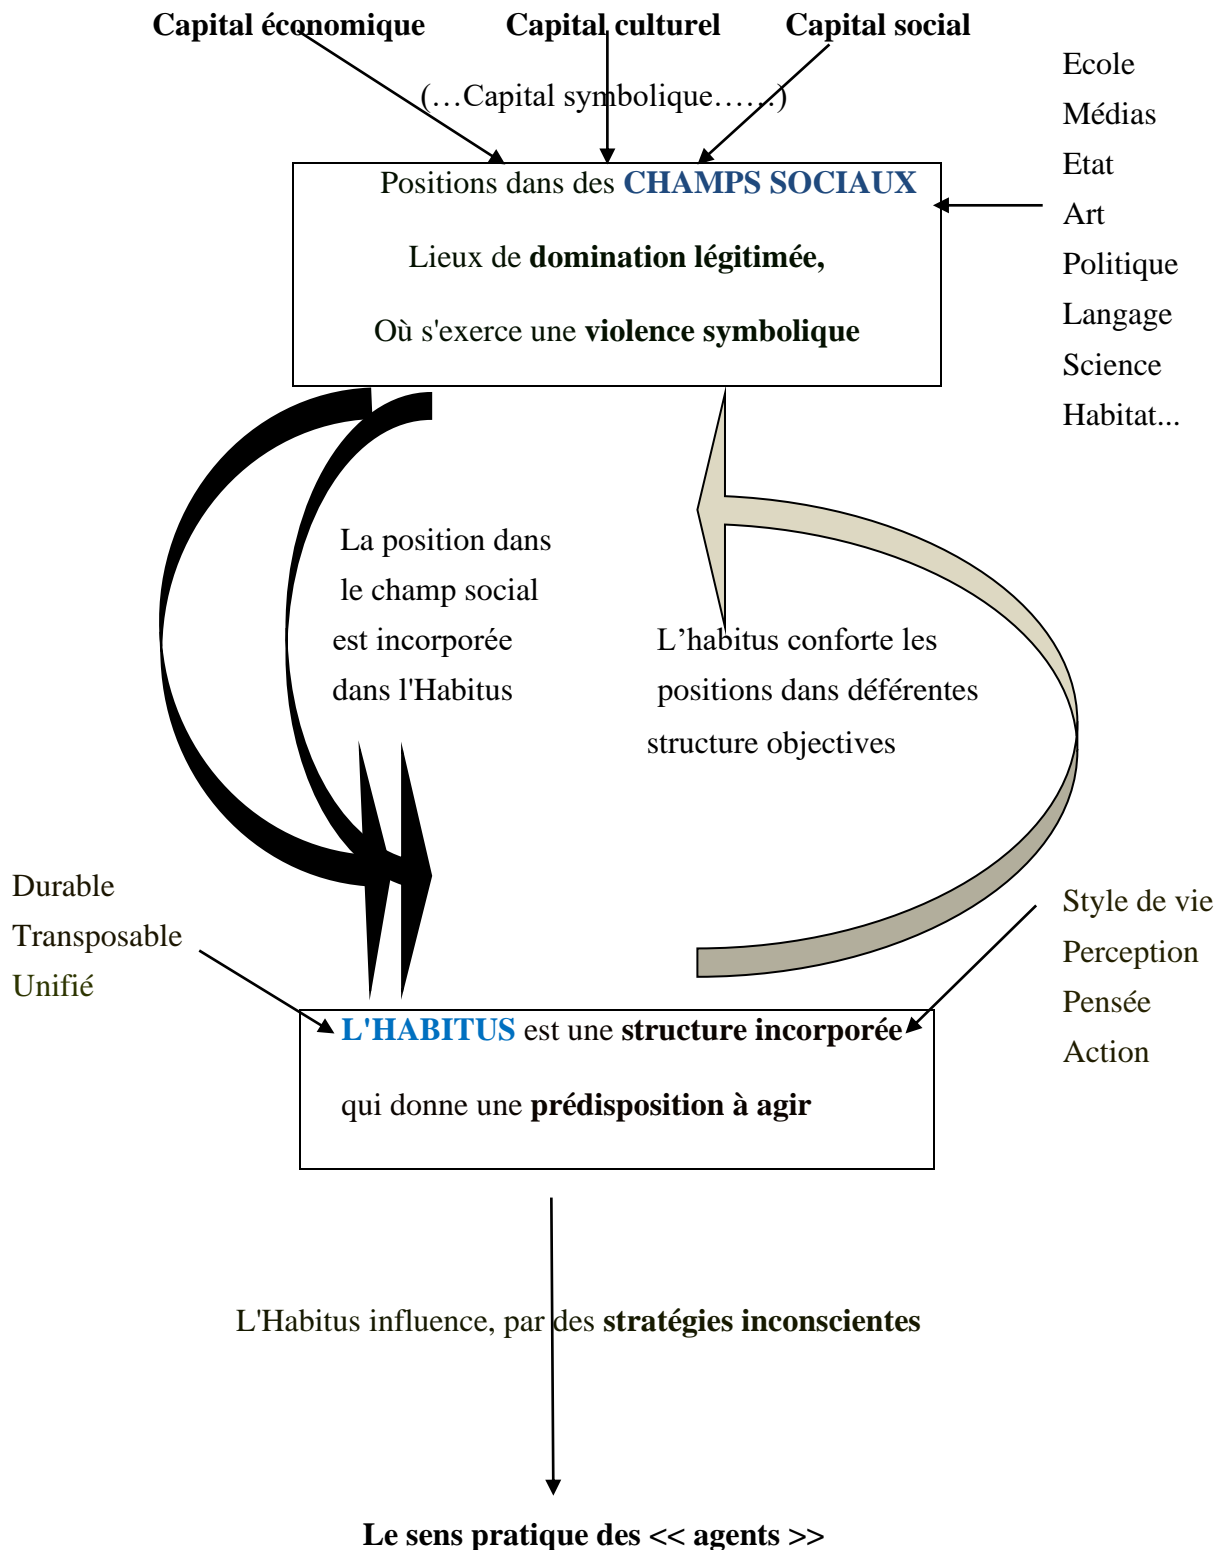 Capital économique Capital culturel Capital social
(…Capital symbolique……)
Ecole
Médias
Etat
Art
Politique
Langage
Science
Habitat...
Positions dans des CHAMPS SOCIAUX
Lieux de domination légitimée,
Où s'exerce une violence symbolique
La position dans
le champ social
est incorporée
dans l'Habitus
L’habitus conforte les
positions dans déférentes
structure objectives
Durable
Transposable
Unifié
Style de vie
Perception
Pensée
Action
L'HABITUS est une structure incorporée
qui donne une prédisposition à agir
L'Habitus influence, par des stratégies inconscientes
Le sens pratique des << agents >>